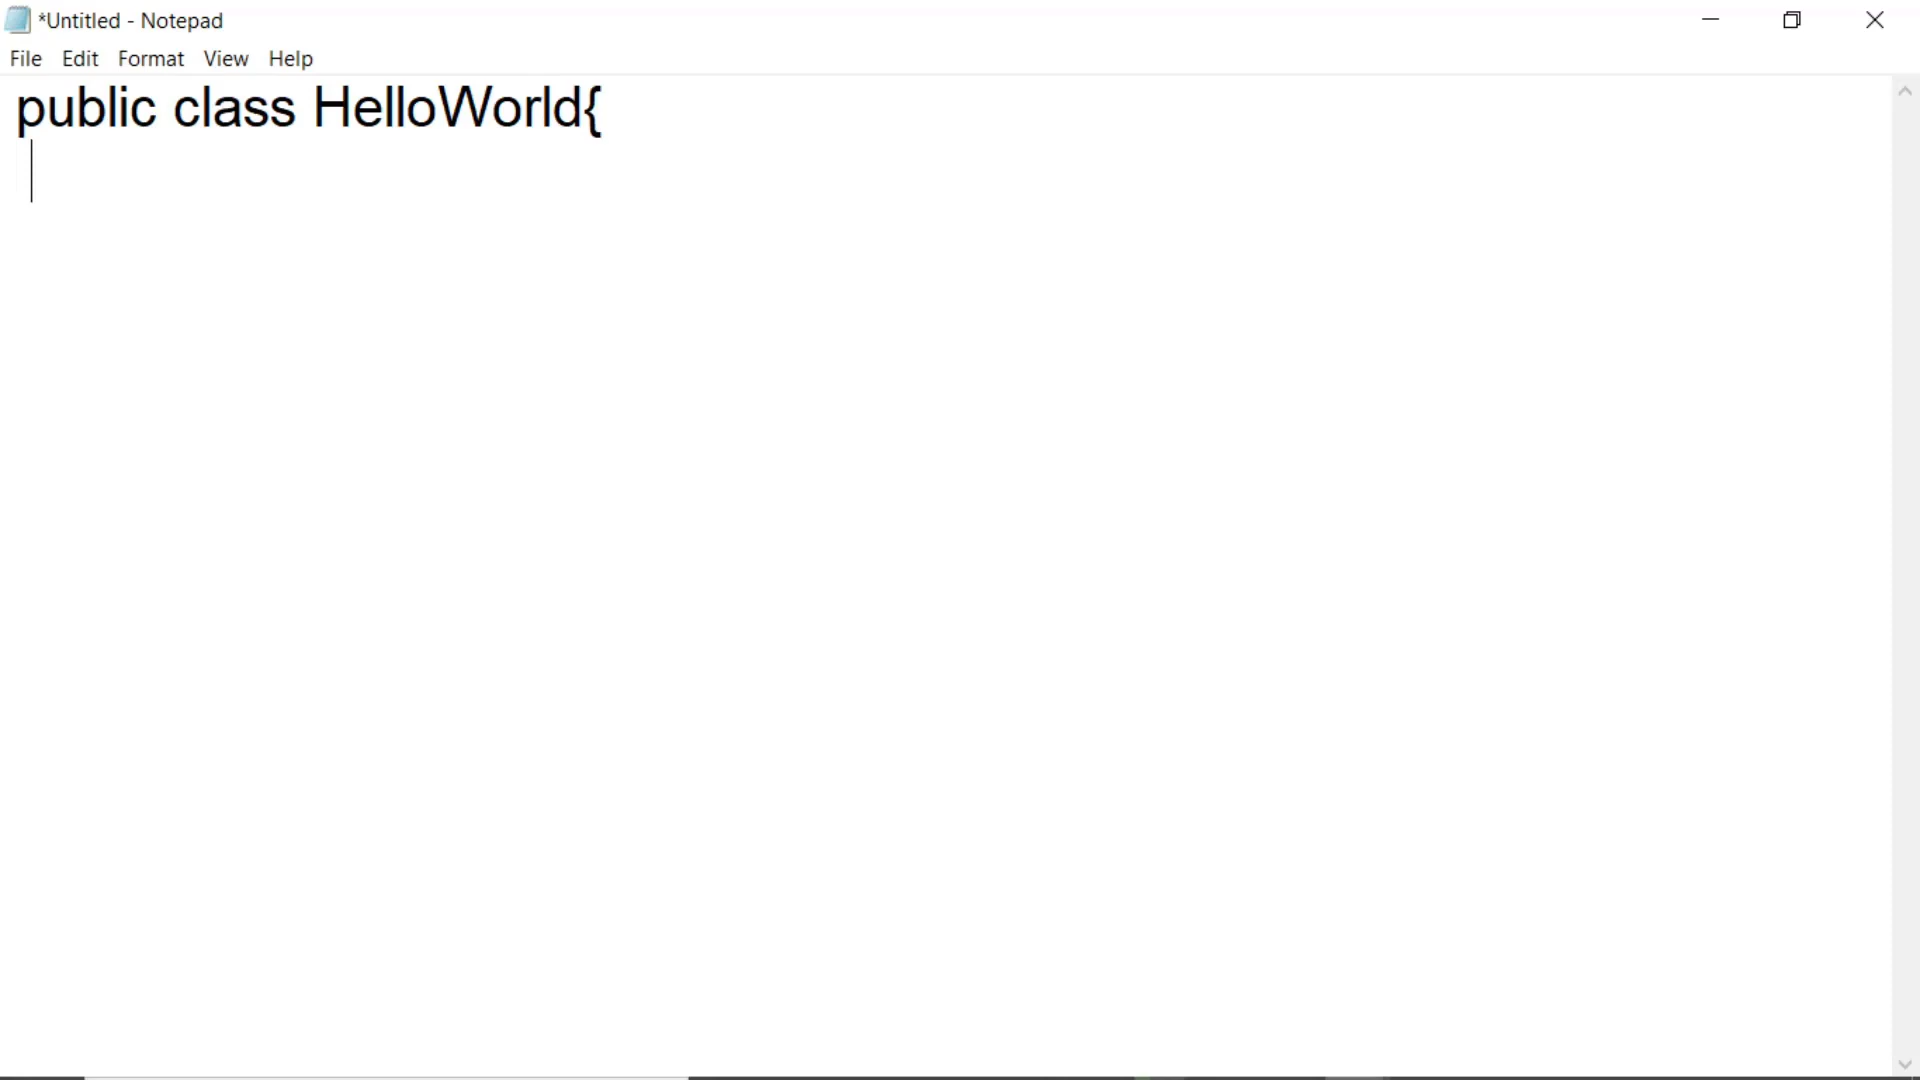 *Untitled - Notepad
File Edit Format View Help
public class HelloWorld{